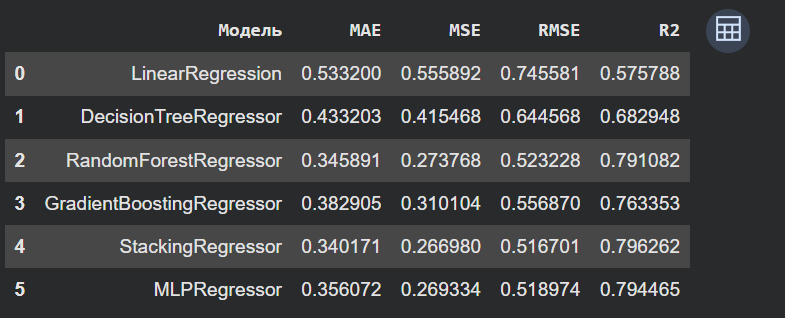 Модель MAE MSE RMSE R2
0 LinearRegression 0.533200 0.555892 0.745581 0.575788
1 DecisionTreeRegressor 0.433203 0.415468 0.644568 0.682948
2 RandomForestRegressor 0.345891 0.273768 0.523228 0.791082
3 GradientBoostingRegressor 0.382905 0.310104 0.556870 0.763353
4 StackingRegressor 0.340171 0.266980 0.516701 0.796262
5 MLPRegressor 0.356072 0.269334 0.518974 0.794465